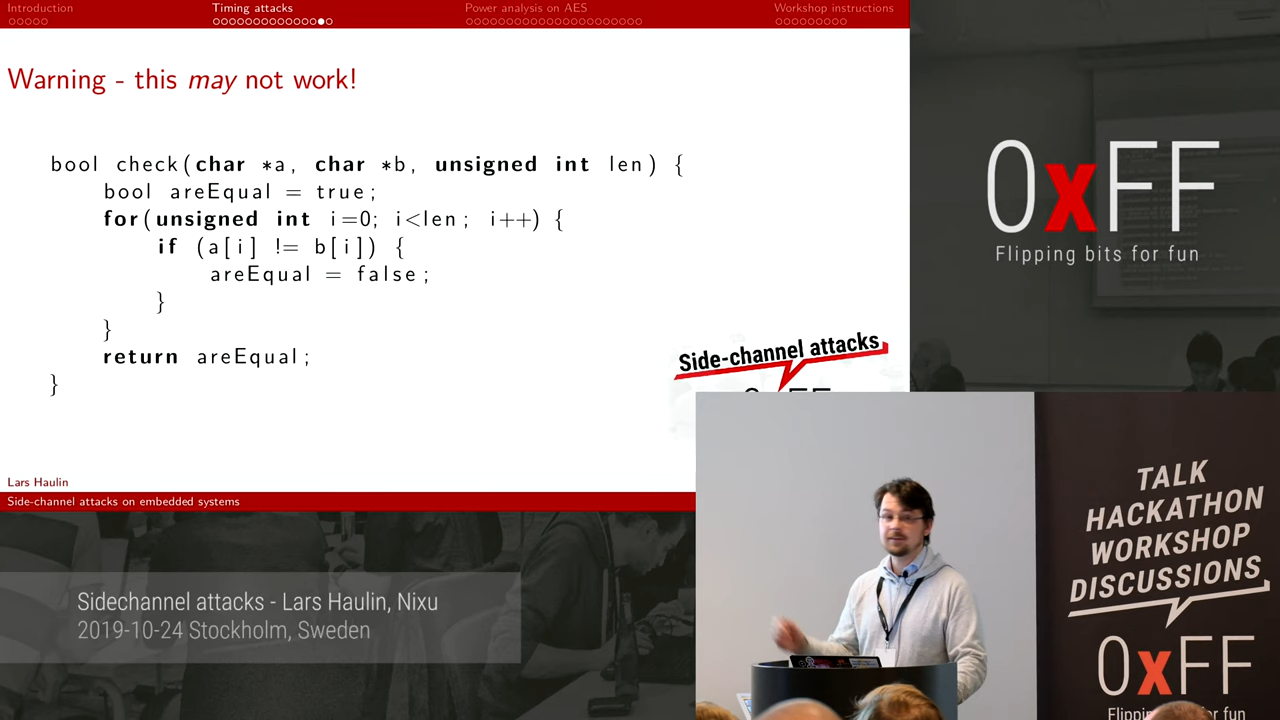 Introduction
Timing attacks
Power analysis on AES
Workshop instructions
Warning - this may not work!
bool check(char *a, char *b, unsigned int len) {
bool areEqual = true;
for(unsigned int i=0; i<len; i++) {
if (a[i] != b[i]) {
areEqual = false;
}
}
return areEqual;
}
Side-channel attacks
Lars Haulin
Side-channel attacks on embedded systems
0xFF
Flipping bits for fun
Sidechannel attacks - Lars Haulin, Nixu
2019-10-24 Stockholm, Sweden
TALK
HACKATHON
WORKSHOP
DISCUSSIONS
0xFF
for fun